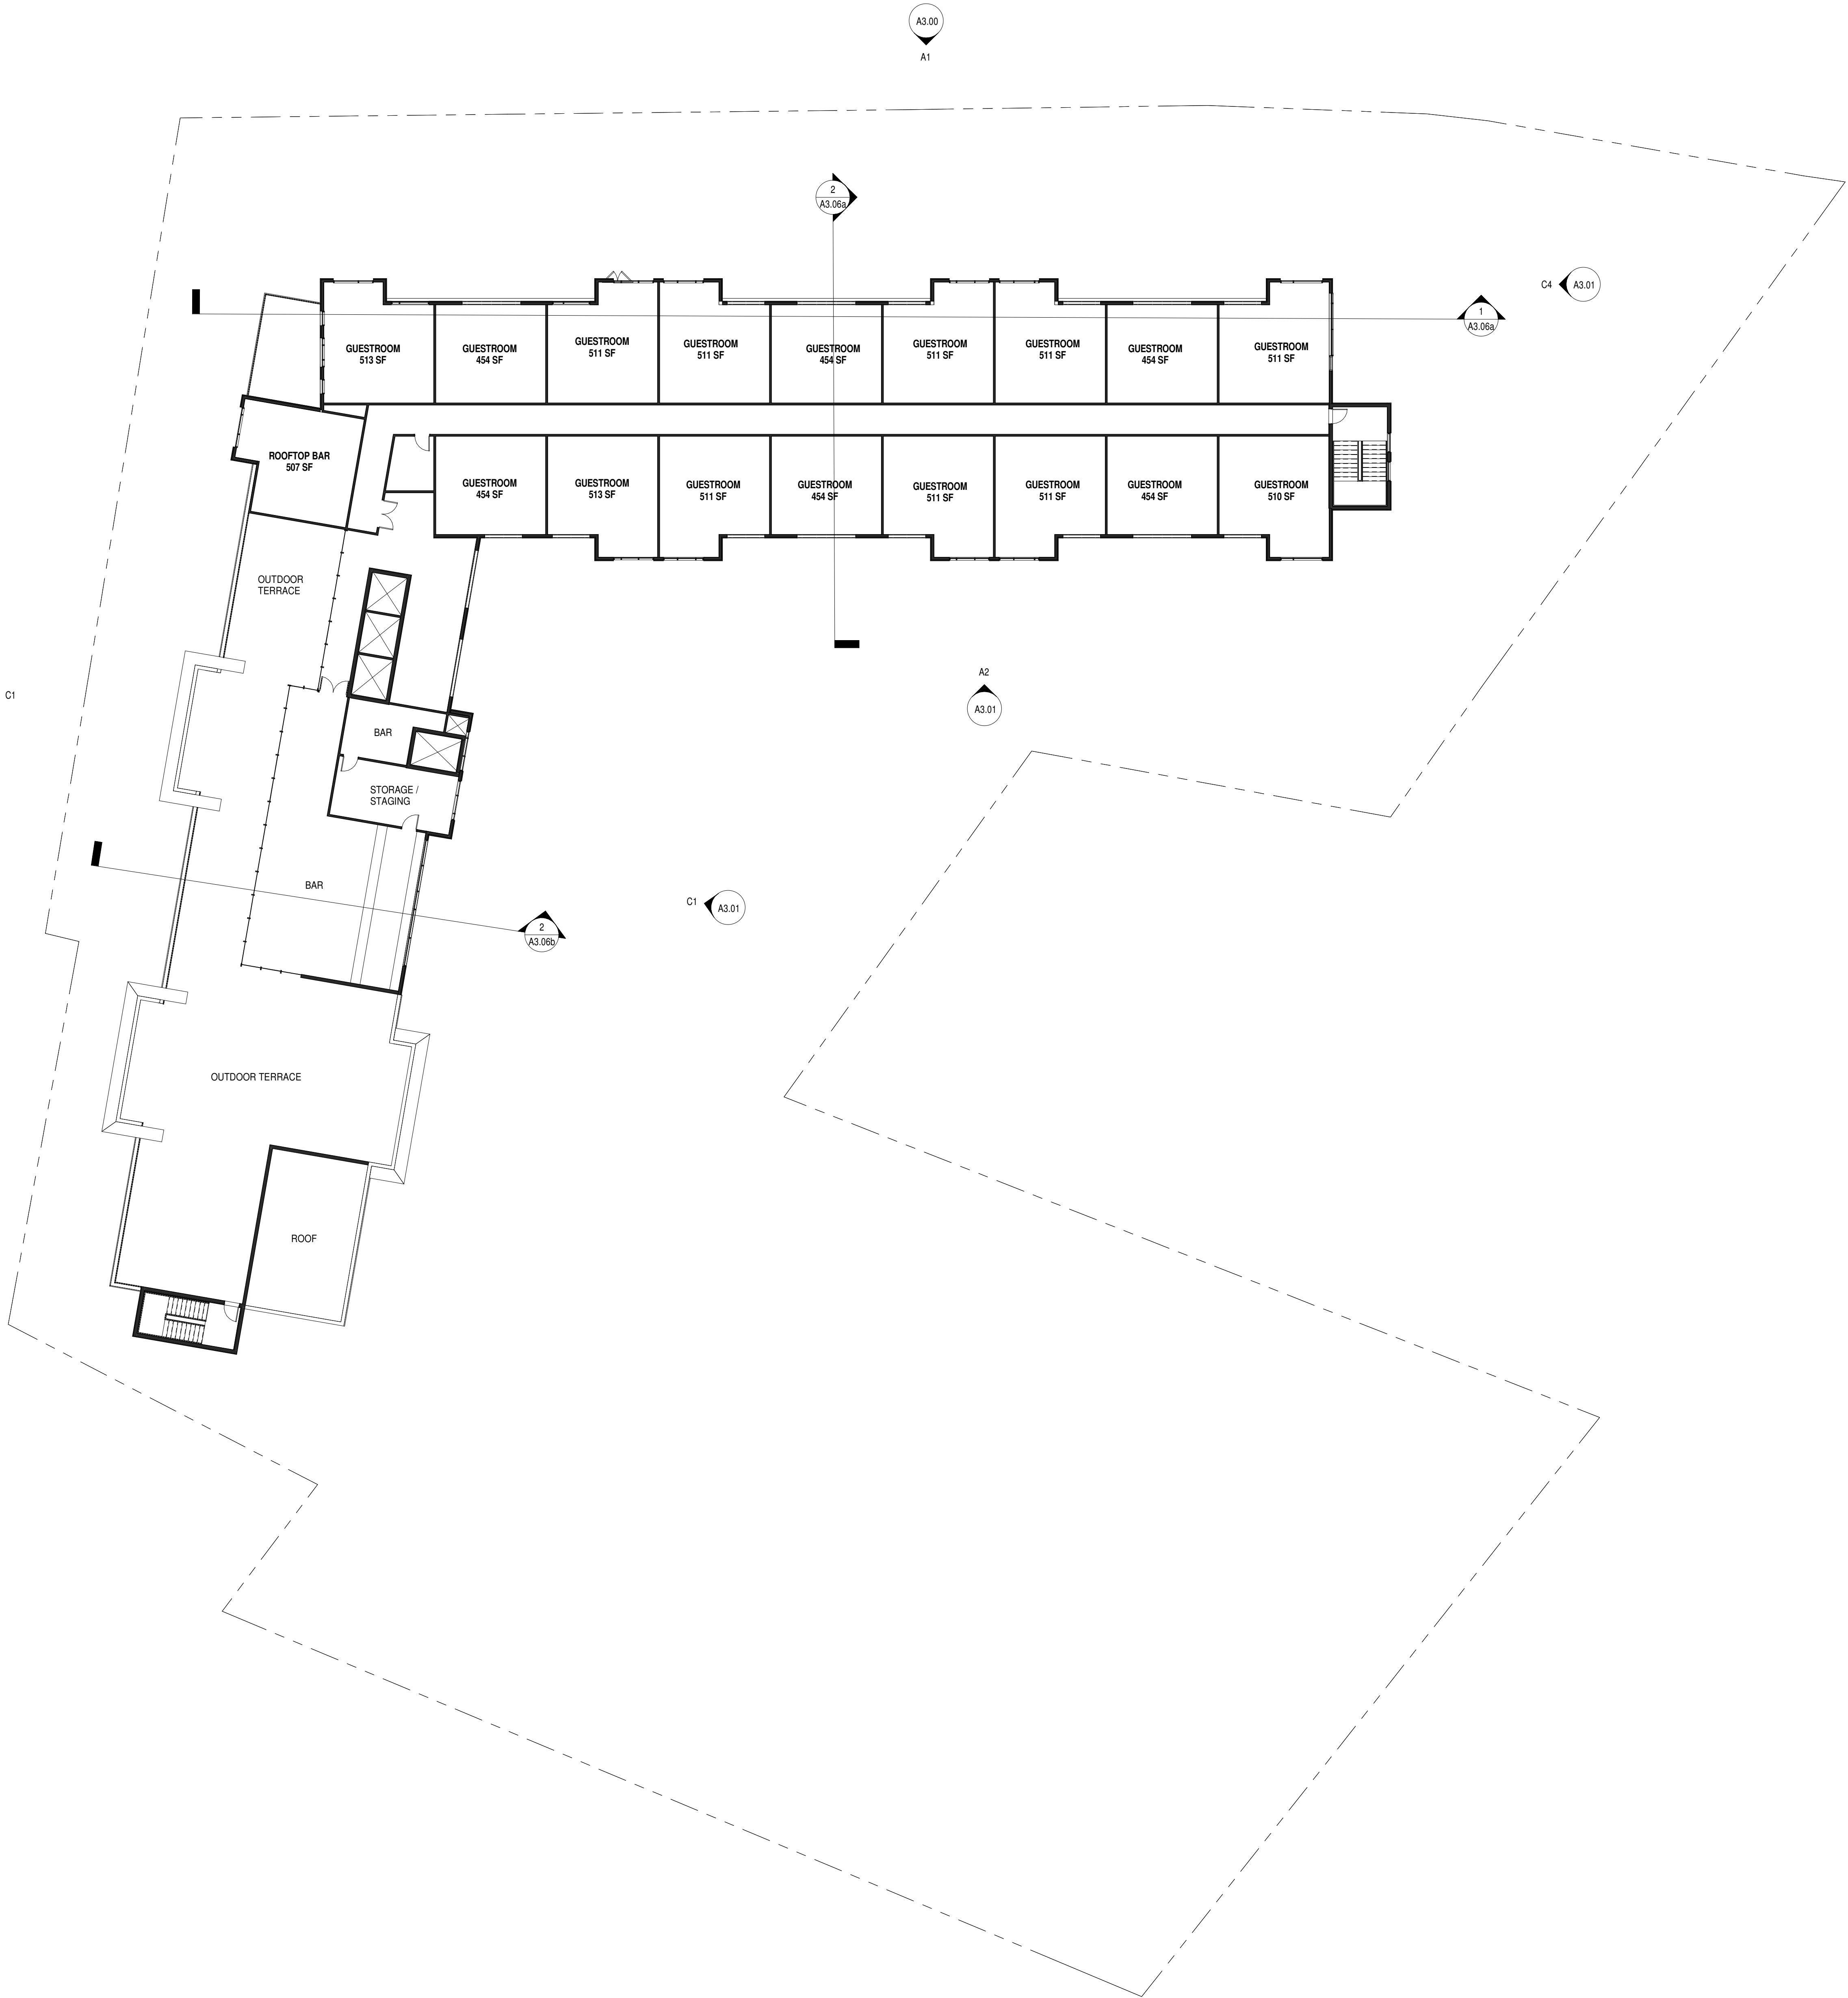 A3.00
A1
2
A3.06a
C4
A3.01
1
A3.06a
GUESTROOM
513 SF
GUESTROOM
454 SF
GUESTROOM
511 SF
GUESTROOM
511 SF
GUESTROOM
454 SF
GUESTROOM
511 SF
GUESTROOM
511 SF
GUESTROOM
454 SF
GUESTROOM
511 SF
ROOFTOP BAR
507 SF
GUESTROOM
454 SF
GUESTROOM
513 SF
GUESTROOM
511 SF
GUESTROOM
454 SF
GUESTROOM
511 SF
GUESTROOM
511 SF
GUESTROOM
454 SF
GUESTROOM
510 SF
OUTDOOR
TERRACE
C1
A2
A3.01
BAR
STORAGE /
STAGING
BAR
C1
A3.01
2
A3.06b
OUTDOOR TERRACE
ROOF